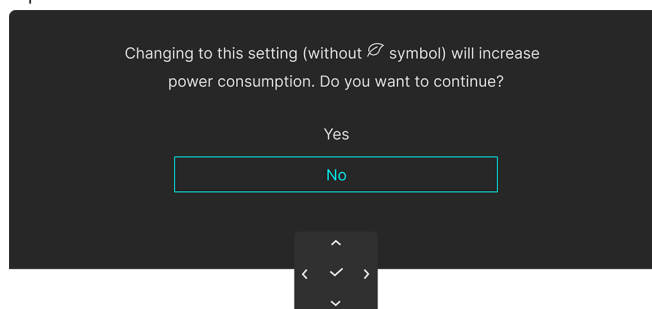 Changing to this setting (without symbol) will increase
power consumption. Do you want to continue?
Yes
No